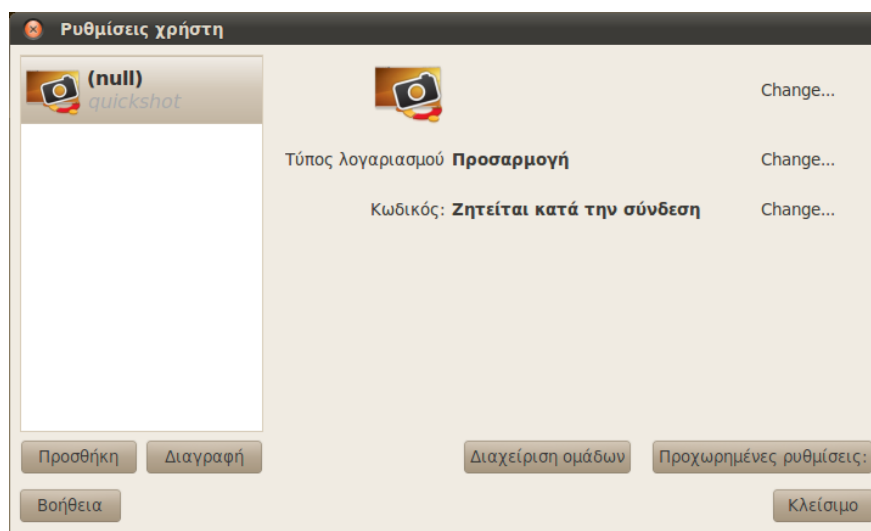 Ρυθμίσεις χρήστη
(null)
quickshot
Change...
Τύπος λογαριασμού Προσαρμογή Change...
Κωδικός: Ζητείται κατά την σύνδεση Change...
Προσθήκη Διαγραφή Διαχείριση ομάδων Προχωρημένες ρυθμίσεις:
Βοήθεια Κλείσιμο